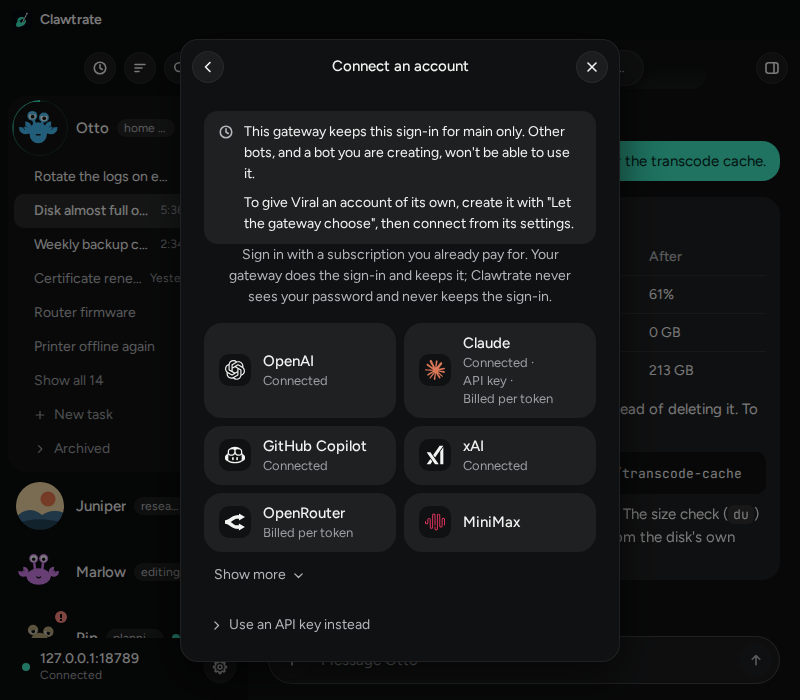 Clawtrate
Connect an account
Otto
home ...
Rotate the logs on e...
Disk almost full o...
5:36
Weekly backup c...
2:34
Certificate rene...
Yeste
Router firmware
Printer offline again
Show all 14
+ New task
Archived
Juniper
resea...
Marlow
editing
Pip
127.0.0.1:18789
Connected
This gateway keeps this sign-in for main only. Other
bots, and a bot you are creating, won't be able to use
it.
To give Viral an account of its own, create it with "Let
the gateway choose", then connect from its settings.
Sign in with a subscription you already pay for. Your
gateway does the sign-in and keeps it; Clawtrate never
sees your password and never keeps the sign-in.
OpenAI
Connected
Claude
Connected ·
API key ·
Billed per token
GitHub Copilot
Connected
xAI
Connected
OpenRouter
Billed per token
MiniMax
Show more
Use an API key instead
the transcode cache.
After
61%
0 GB
213 GB
ead of deleting it. To
/transcode-cache
The size check ( du )
om the disk's own
Message Otto